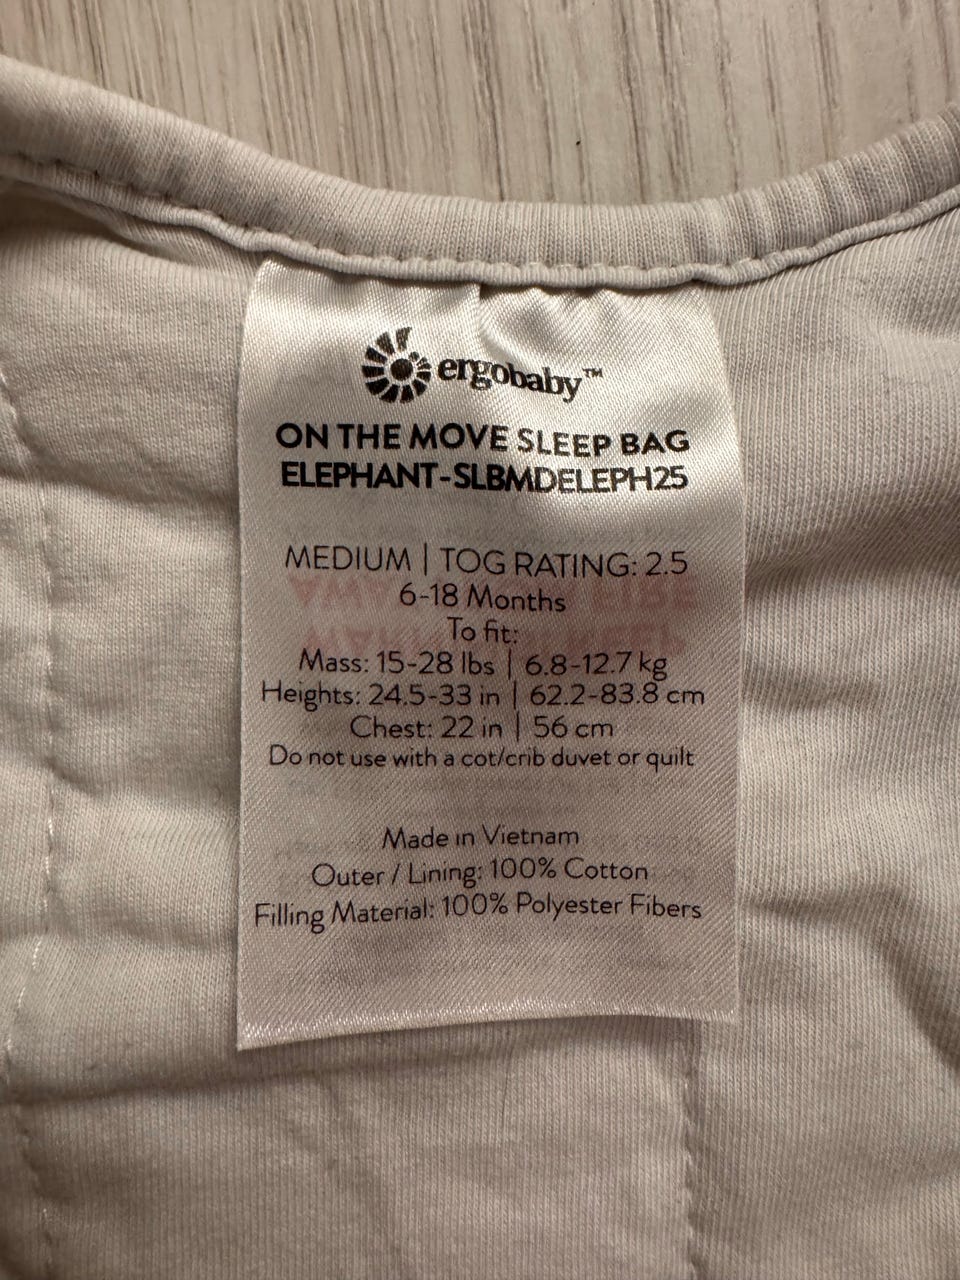 ergobaby™
ON THE MOVE SLEEP BAG
ELEPHANT-SLBMDELEPH25
MEDIUM | TOG RATING: 2.5
6-18 Months
To fit:
Mass: 15-28 lbs | 6.8-12.7 kg
Heights: 24.5-33 in | 62.2-83.8 cm
Chest: 22 in | 56 cm
Do not use with a cot/crib duvet or quilt
Made in Vietnam
Outer / Lining: 100% Cotton
Filling Material: 100% Polyester Fibers